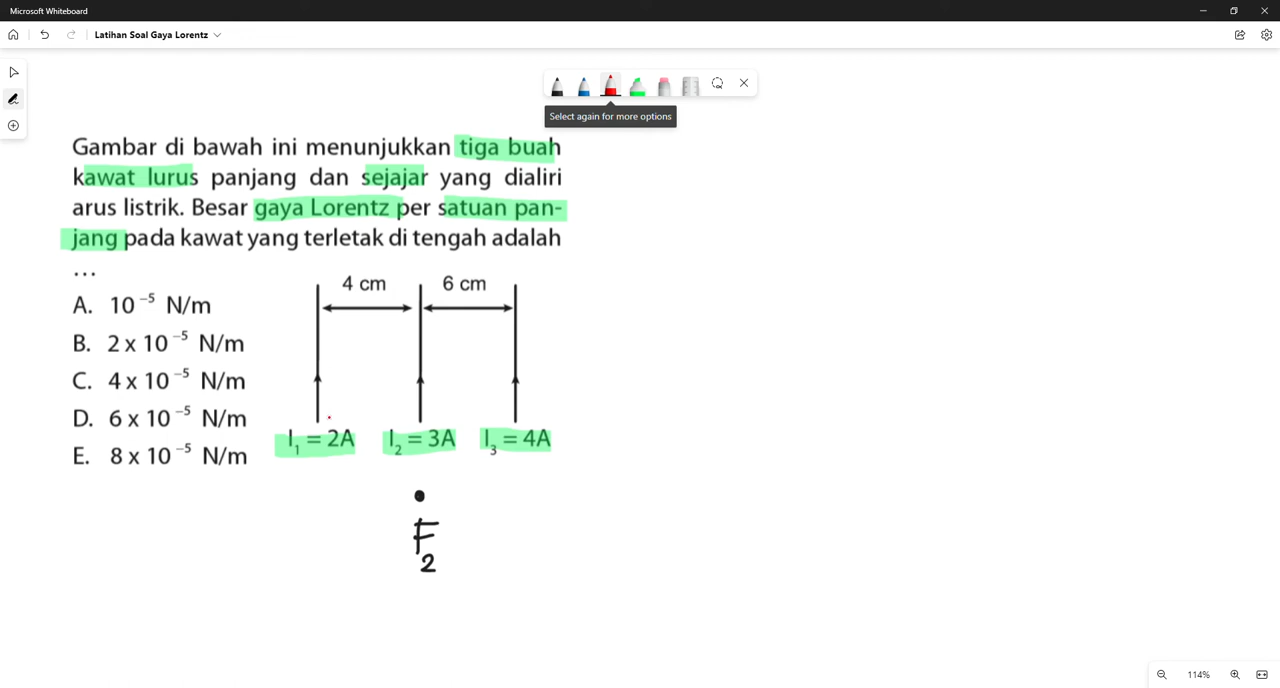 Microsoft Whiteboard
Latihan Soal Gaya Lorentz
Select again for more options
Gambar di bawah ini menunjukkan tiga buah
kawat lurus panjang dan sejajar yang dialiri
arus listrik. Besar gaya Lorentz per satuan pan-
jang pada kawat yang terletak di tengah adalah
...
4 cm 6 cm
A. 10⁻⁵ N/m
B. 2 x 10⁻⁵ N/m
C. 4 x 10⁻⁵ N/m
D. 6 x 10⁻⁵ N/m
E. 8 x 10⁻⁵ N/m
I₁ = 2A I₂ = 3A I₃ = 4A
F₂
114%